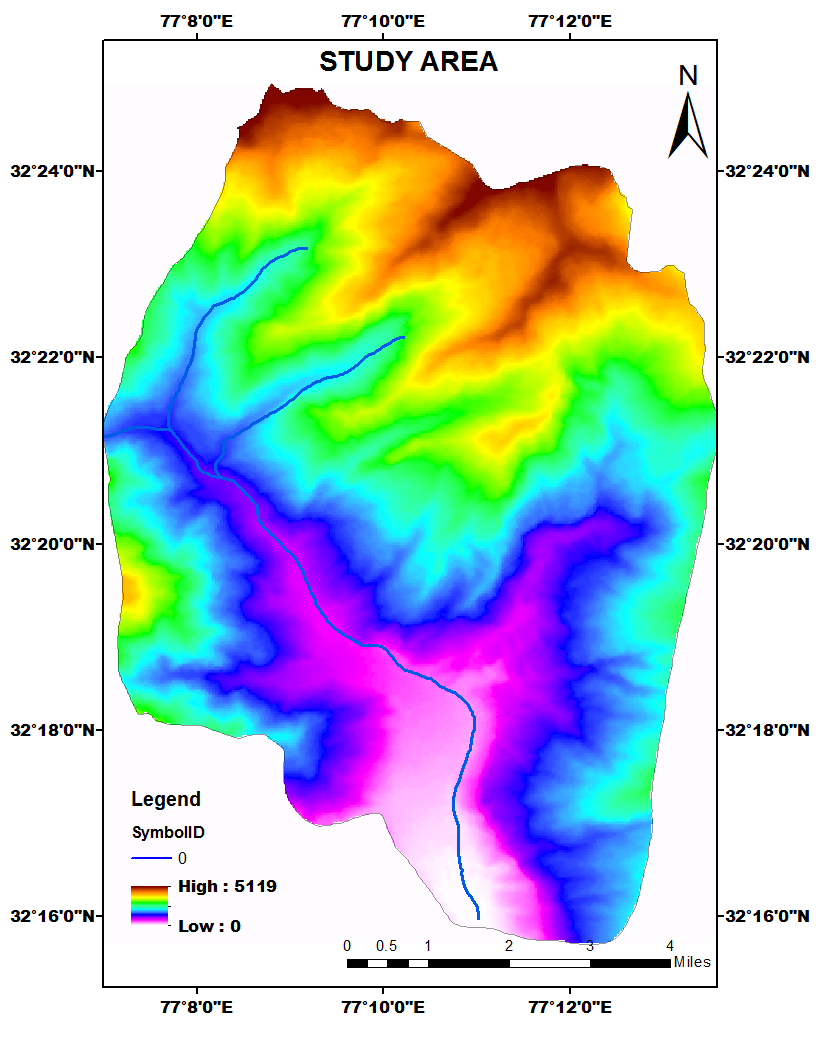 77°8'0"E 77°10'0"E 77°12'0"E
STUDY AREA
N
32°24'0"N 32°24'0"N
32°22'0"N 32°22'0"N
32°20'0"N 32°20'0"N
32°18'0"N 32°18'0"N
Legend
SymbolID
0
High : 5119
Low : 0
32°16'0"N 32°16'0"N
0 0.5 1 2 3 4
Miles
77°8'0"E 77°10'0"E 77°12'0"E